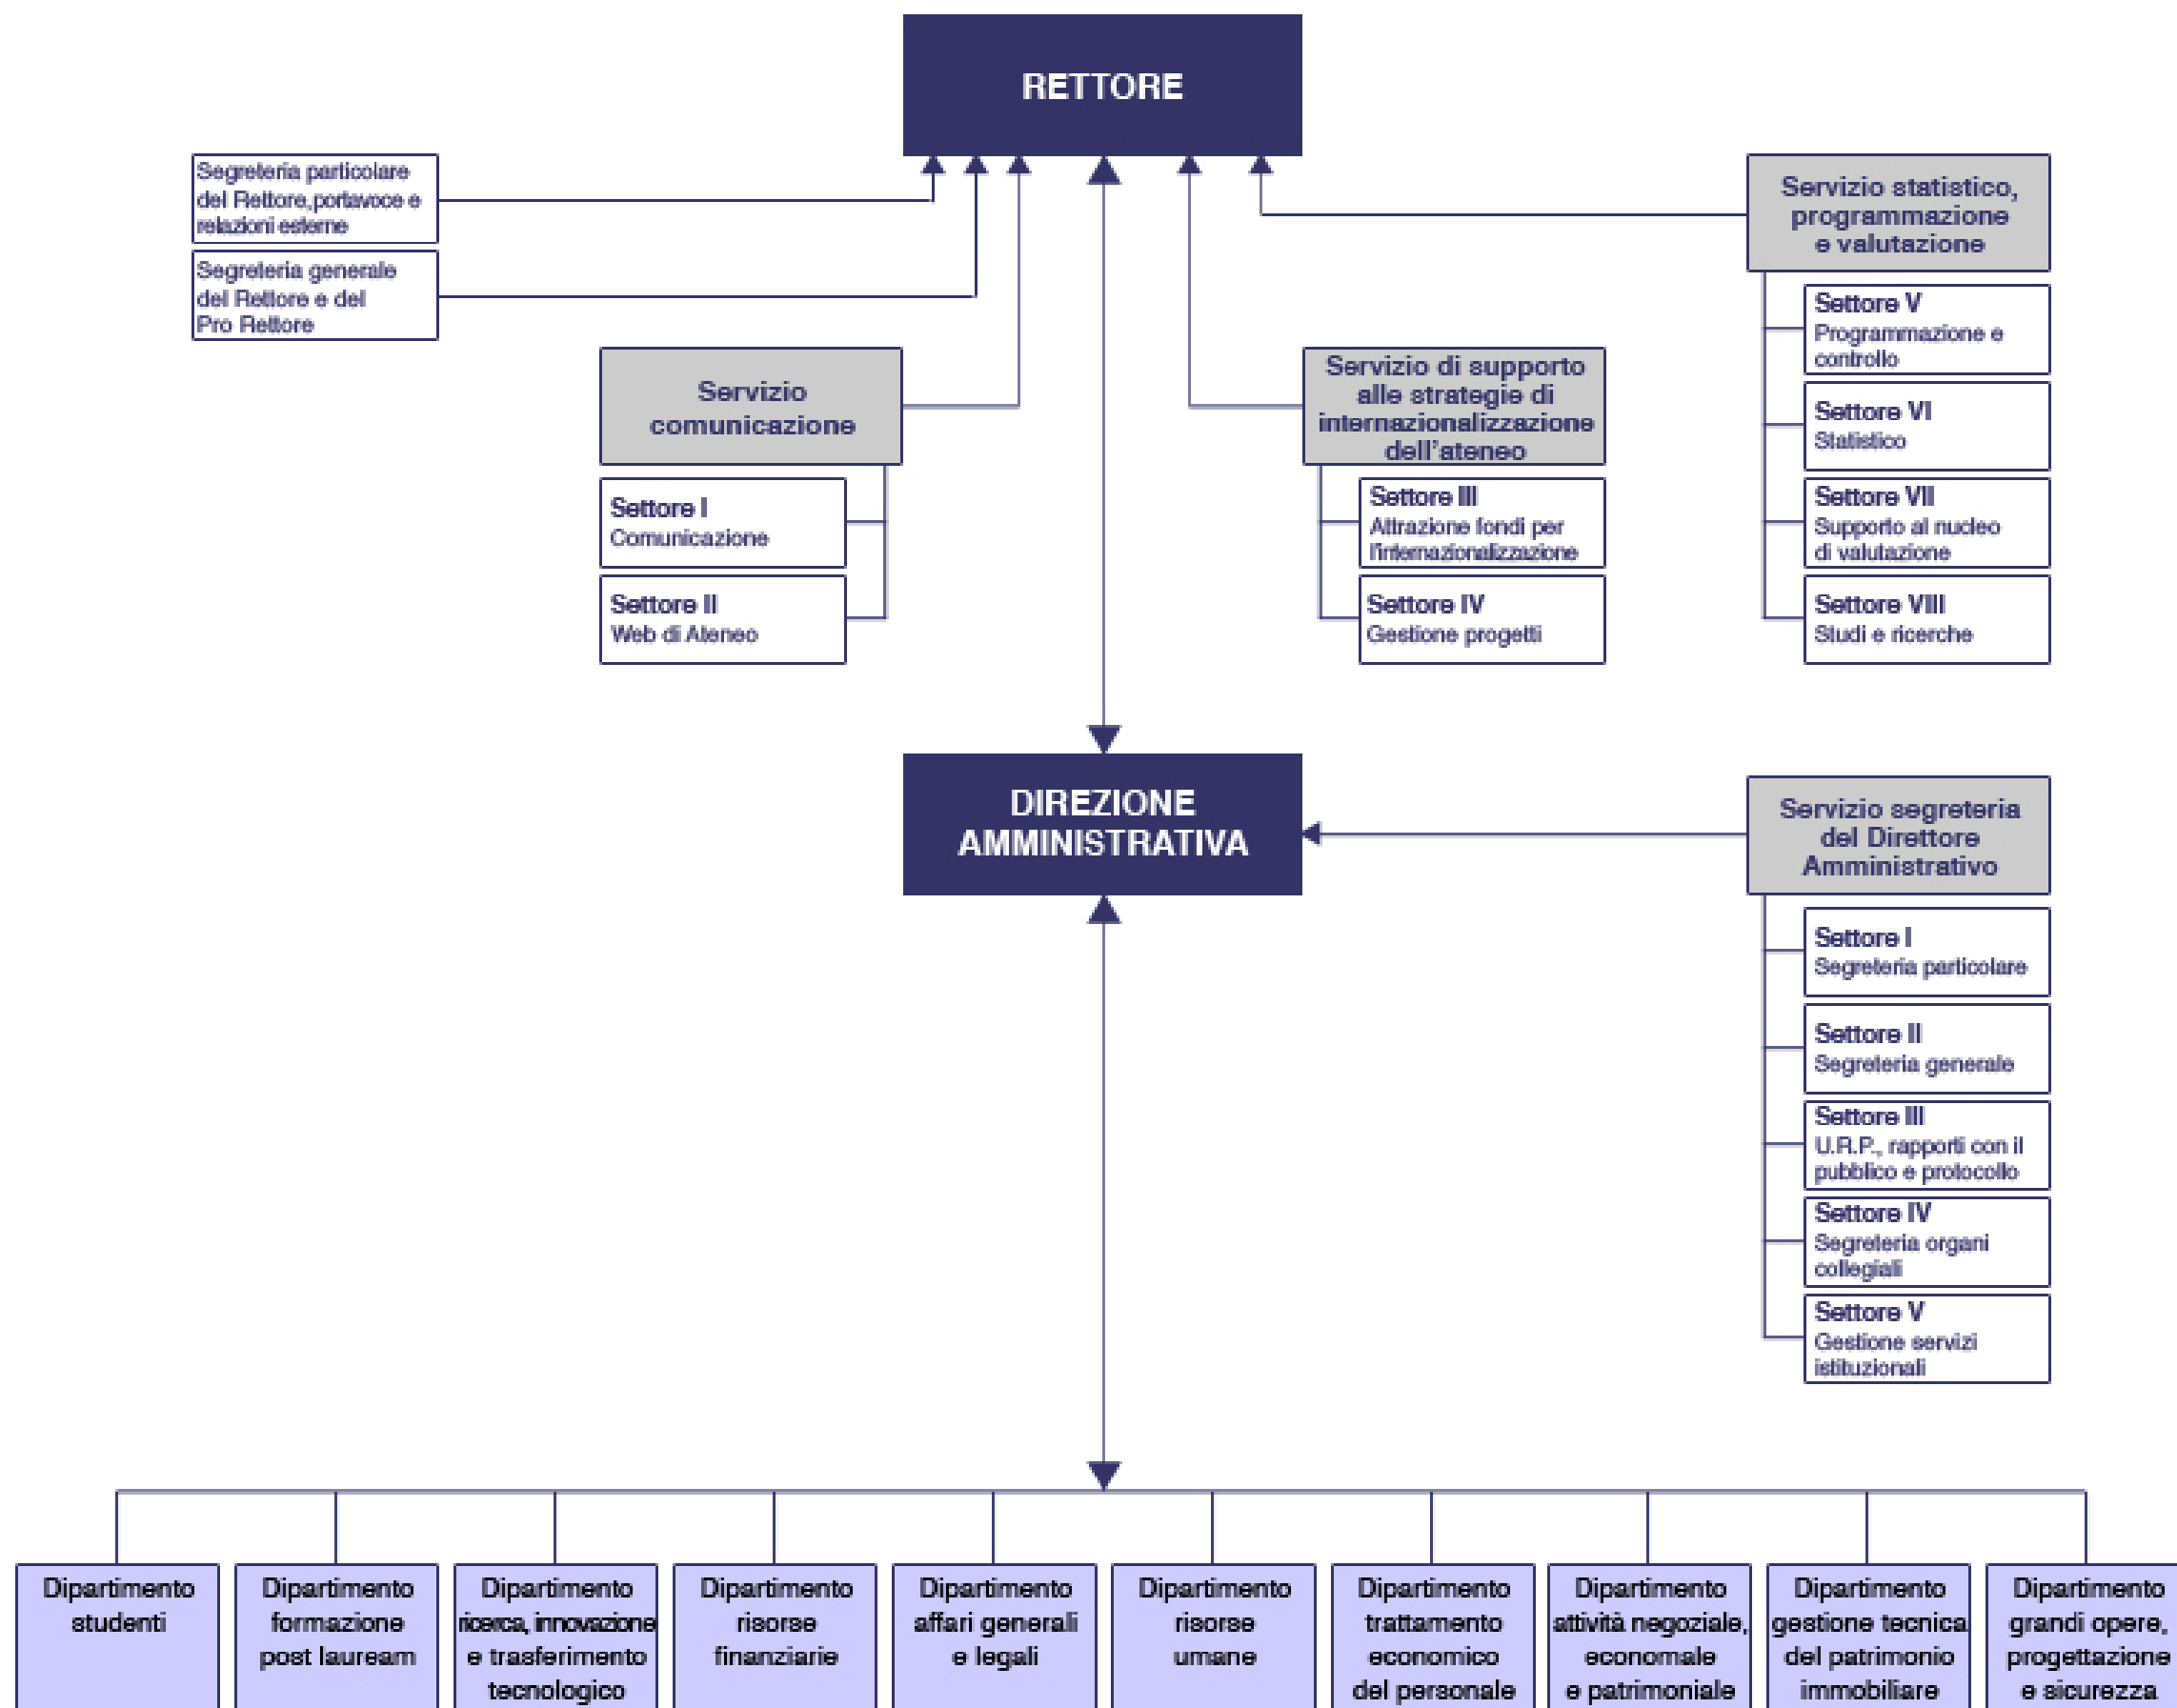 RETTORE
Segreteria particolare
del Rettore, portavoce e
relazioni esterne
Segreteria generale
del Rettore e del
Pro Rettore
Servizio
comunicazione
Settore I
Comunicazione
Settore II
Web di Ateneo
Servizio di supporto
alle strategie di
internazionalizzazione
dell'ateneo
Settore III
Attrazione fondi per
l'internazionalizzazione
Settore IV
Gestione progetti
Servizio statistico,
programmazione
e valutazione
Settore V
Programmazione e
controllo
Settore VI
Statistico
Settore VII
Supporto al nucleo
di valutazione
Settore VIII
Studi e ricerche
DIREZIONE
AMMINISTRATIVA
Servizio segreteria
del Direttore
Amministrativo
Settore I
Segreteria particolare
Settore II
Segreteria generale
Settore III
U.R.P., rapporti con il
pubblico e protocollo
Settore IV
Segreteria organi
collegiali
Settore V
Gestione servizi
istituzionali
Dipartimento
studenti
Dipartimento
formazione
post lauream
Dipartimento
ricerca, innovazione
e trasferimento
tecnologico
Dipartimento
risorse
finanziarie
Dipartimento
affari generali
e legali
Dipartimento
risorse
umane
Dipartimento
trattamento
economico
del personale
Dipartimento
attività negoziale,
economale
e patrimoniale
Dipartimento
gestione tecnica
del patrimonio
immobiliare
Dipartimento
grandi opere,
progettazione
e sicurezza